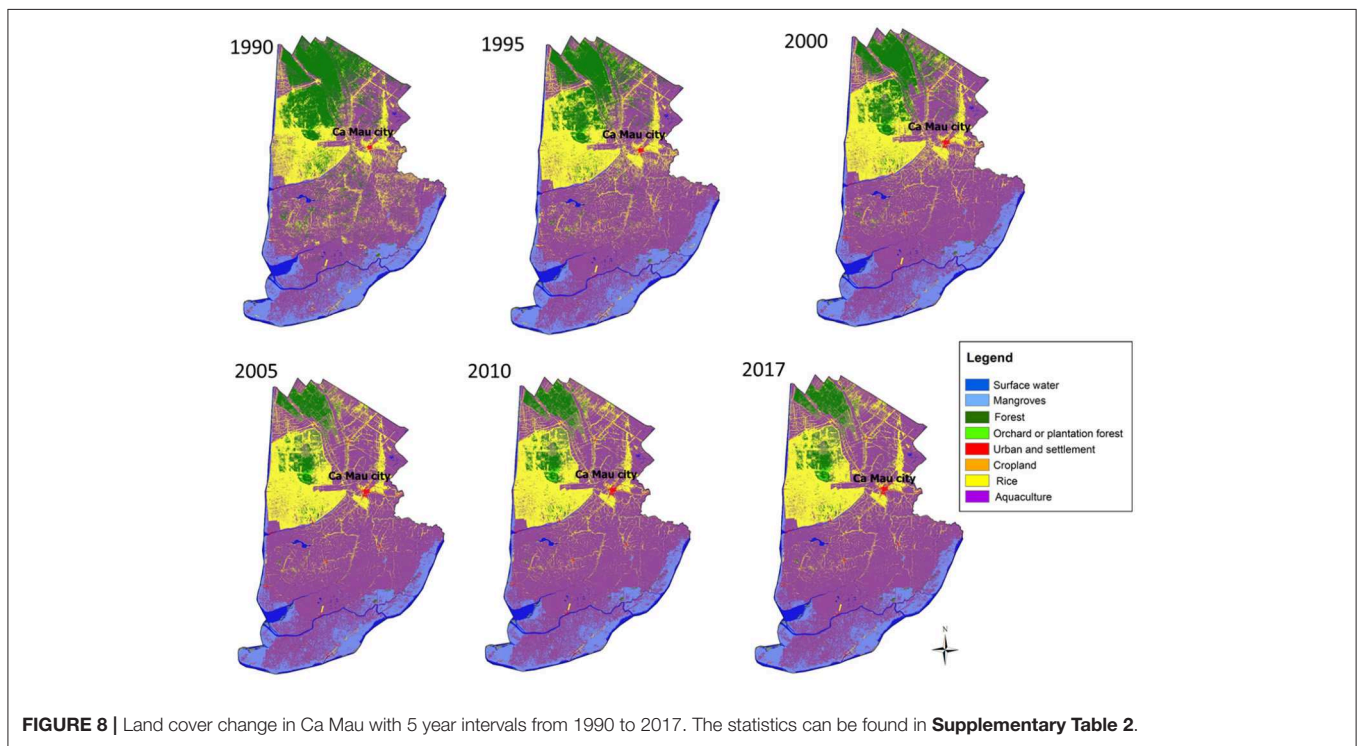 1990
1995
2000
Ca Mau city
Ca Mau city
Ca Mau city
2005
2010
2017
Ca Mau city
Ca Mau city
Ca Mau city
Legend
Surface water
Mangroves
Forest
Orchard or plantation forest
Urban and settlement
Cropland
Rice
Aquaculture
N
FIGURE 8 | Land cover change in Ca Mau with 5 year intervals from 1990 to 2017. The statistics can be found in Supplementary Table 2.